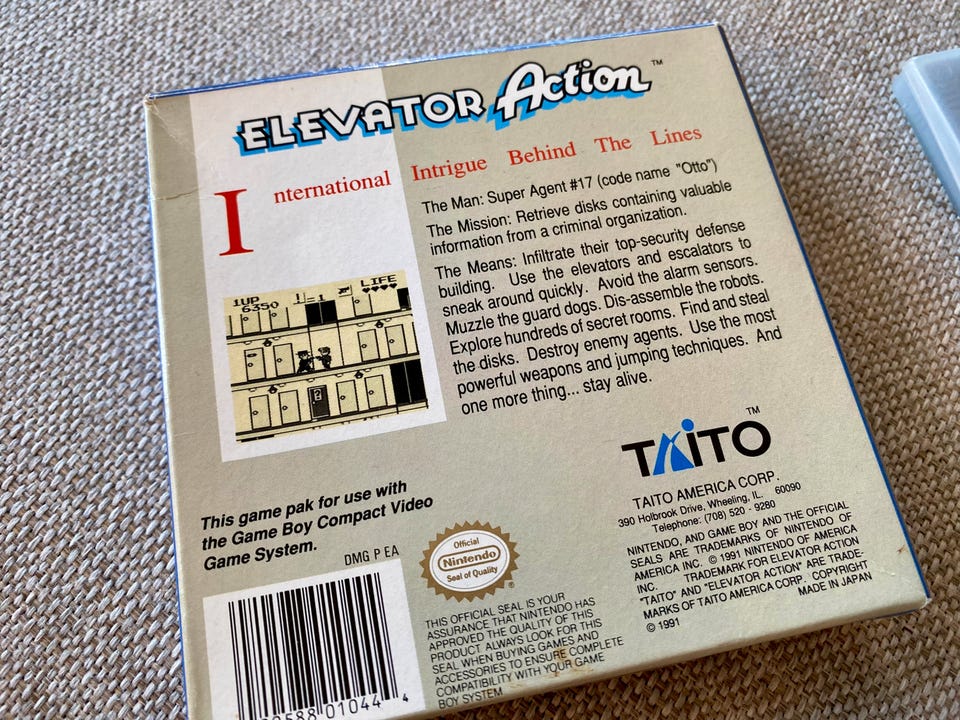 ELEVATOR Action™
International Intrigue Behind The Lines
The Man: Super Agent #17 (code name "Otto")
The Mission: Retrieve disks containing valuable
information from a criminal organization.
The Means: Infiltrate their top-security defense
building. Use the elevators and escalators to
sneak around quickly. Avoid the alarm sensors.
Muzzle the guard dogs. Dis-assemble the robots.
Explore hundreds of secret rooms. Find and steal
the disks. Destroy enemy agents. Use the most
powerful weapons and jumping techniques. And
one more thing... stay alive.
1UP
6350
1=1
LIFE
This game pak for use with
the Game Boy Compact Video
Game System.
DMG P EA
Official
Nintendo
Seal of Quality
®
THIS OFFICIAL SEAL IS YOUR
ASSURANCE THAT NINTENDO HAS
APPROVED THE QUALITY OF THIS
PRODUCT ALWAYS LOOK FOR THIS
SEAL WHEN BUYING GAMES AND
ACCESSORIES TO ENSURE COMPLETE
COMPATIBILITY WITH YOUR GAME
BOY SYSTEM
TAITO™
TAITO AMERICA CORP.
390 Holbrook Drive. Wheeling, IL. 60090
Telephone: (708) 520 - 9280
NINTENDO, AND GAME BOY AND THE OFFICIAL
SEALS ARE TRADEMARKS OF NINTENDO OF
AMERICA INC. © 1991 NINTENDO OF AMERICA
INC. TRADEMARK FOR ELEVATOR ACTION
"TAITO" AND "ELEVATOR ACTION" ARE TRADE-
MARKS OF TAITO AMERICA CORP. COPYRIGHT
© 1991 MADE IN JAPAN
0588 01044 4